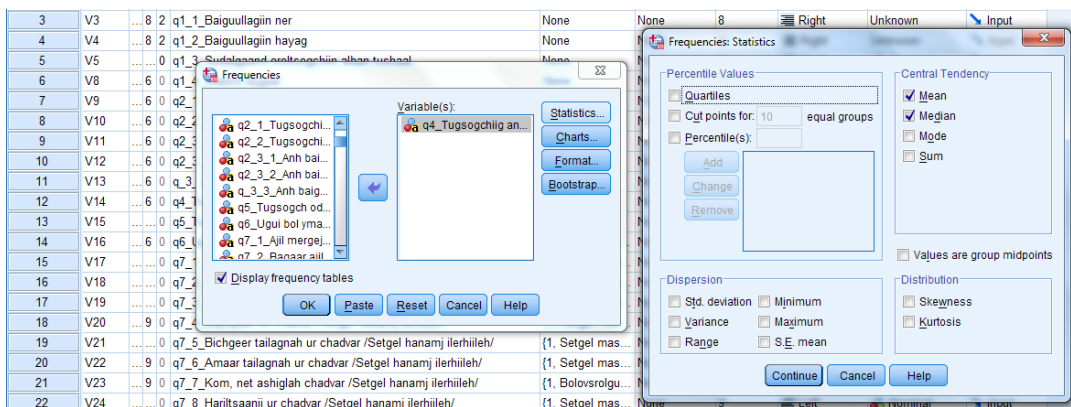 3 V3 ... 8 2 q1_1_Baiguullagiin ner None None 8 Right Unknown Input
4 V4 ... 8 2 q1_2_Baiguullagiin hayag None
5 V5 ... 0 q1_3_Sudalgaand oroltsogchiin alban tushaal None
6 V8 ... 6 0 q1_4
7 V9 ... 6 0 q2_1
8 V10 ... 6 0 q2_2
9 V11 ... 6 0 q2_3
10 V12 ... 6 0 q2_3
11 V13 ... 6 0 q_3
12 V14 ... 6 0 q4_T
13 V15 ... ... 0 q5_T
14 V16 ... 6 0 q6_U
15 V17 ... ... 0 q7_1
16 V18 ... ... 0 q7_2
17 V19 ... ... 0 q7_3
18 V20 ... 9 0 q7_4
19 V21 ... ... 0 q7_5_Bichgeer tailagnah ur chadvar /Setgel hanamj ilerhiileh/ {1, Setgel mas...
20 V22 ... 9 0 q7_6_Amaar tailagnah ur chadvar /Setgel hanamj ilerhiileh/ {1, Setgel mas...
21 V23 ... 9 0 q7_7_Kom, net ashiglah chadvar /Setgel hanamj ilerhiileh/ {1, Bolovsrolgu...
22 V24 ... ... 0 q7_8_Hariltsaanii ur chadvar /Setgel hanamj ilerhiileh/ {1, Setgel mas... None 9 Left Nominal Input
Frequencies
Variable(s):
q2_1_Tugsogchi...
q2_2_Tugsogchi...
q2_3_1_Anh bai...
q2_3_2_Anh bai...
q_3_3_Anh baig...
q5_Tugsogch od...
q6_Ugui bol yma...
q7_1_Ajil mergej...
q7_2_Bagaar ajil
q4_Tugsogchiig an...
Statistics...
Charts...
Format...
Bootstrap...
Display frequency tables
OK Paste Reset Cancel Help
Frequencies: Statistics
Percentile Values
Quartiles
Cut points for: 10 equal groups
Percentile(s):
Add
Change
Remove
Central Tendency
Mean
Median
Mode
Sum
Values are group midpoints
Dispersion
Std. deviation Minimum
Variance Maximum
Range S.E. mean
Distribution
Skewness
Kurtosis
Continue Cancel Help